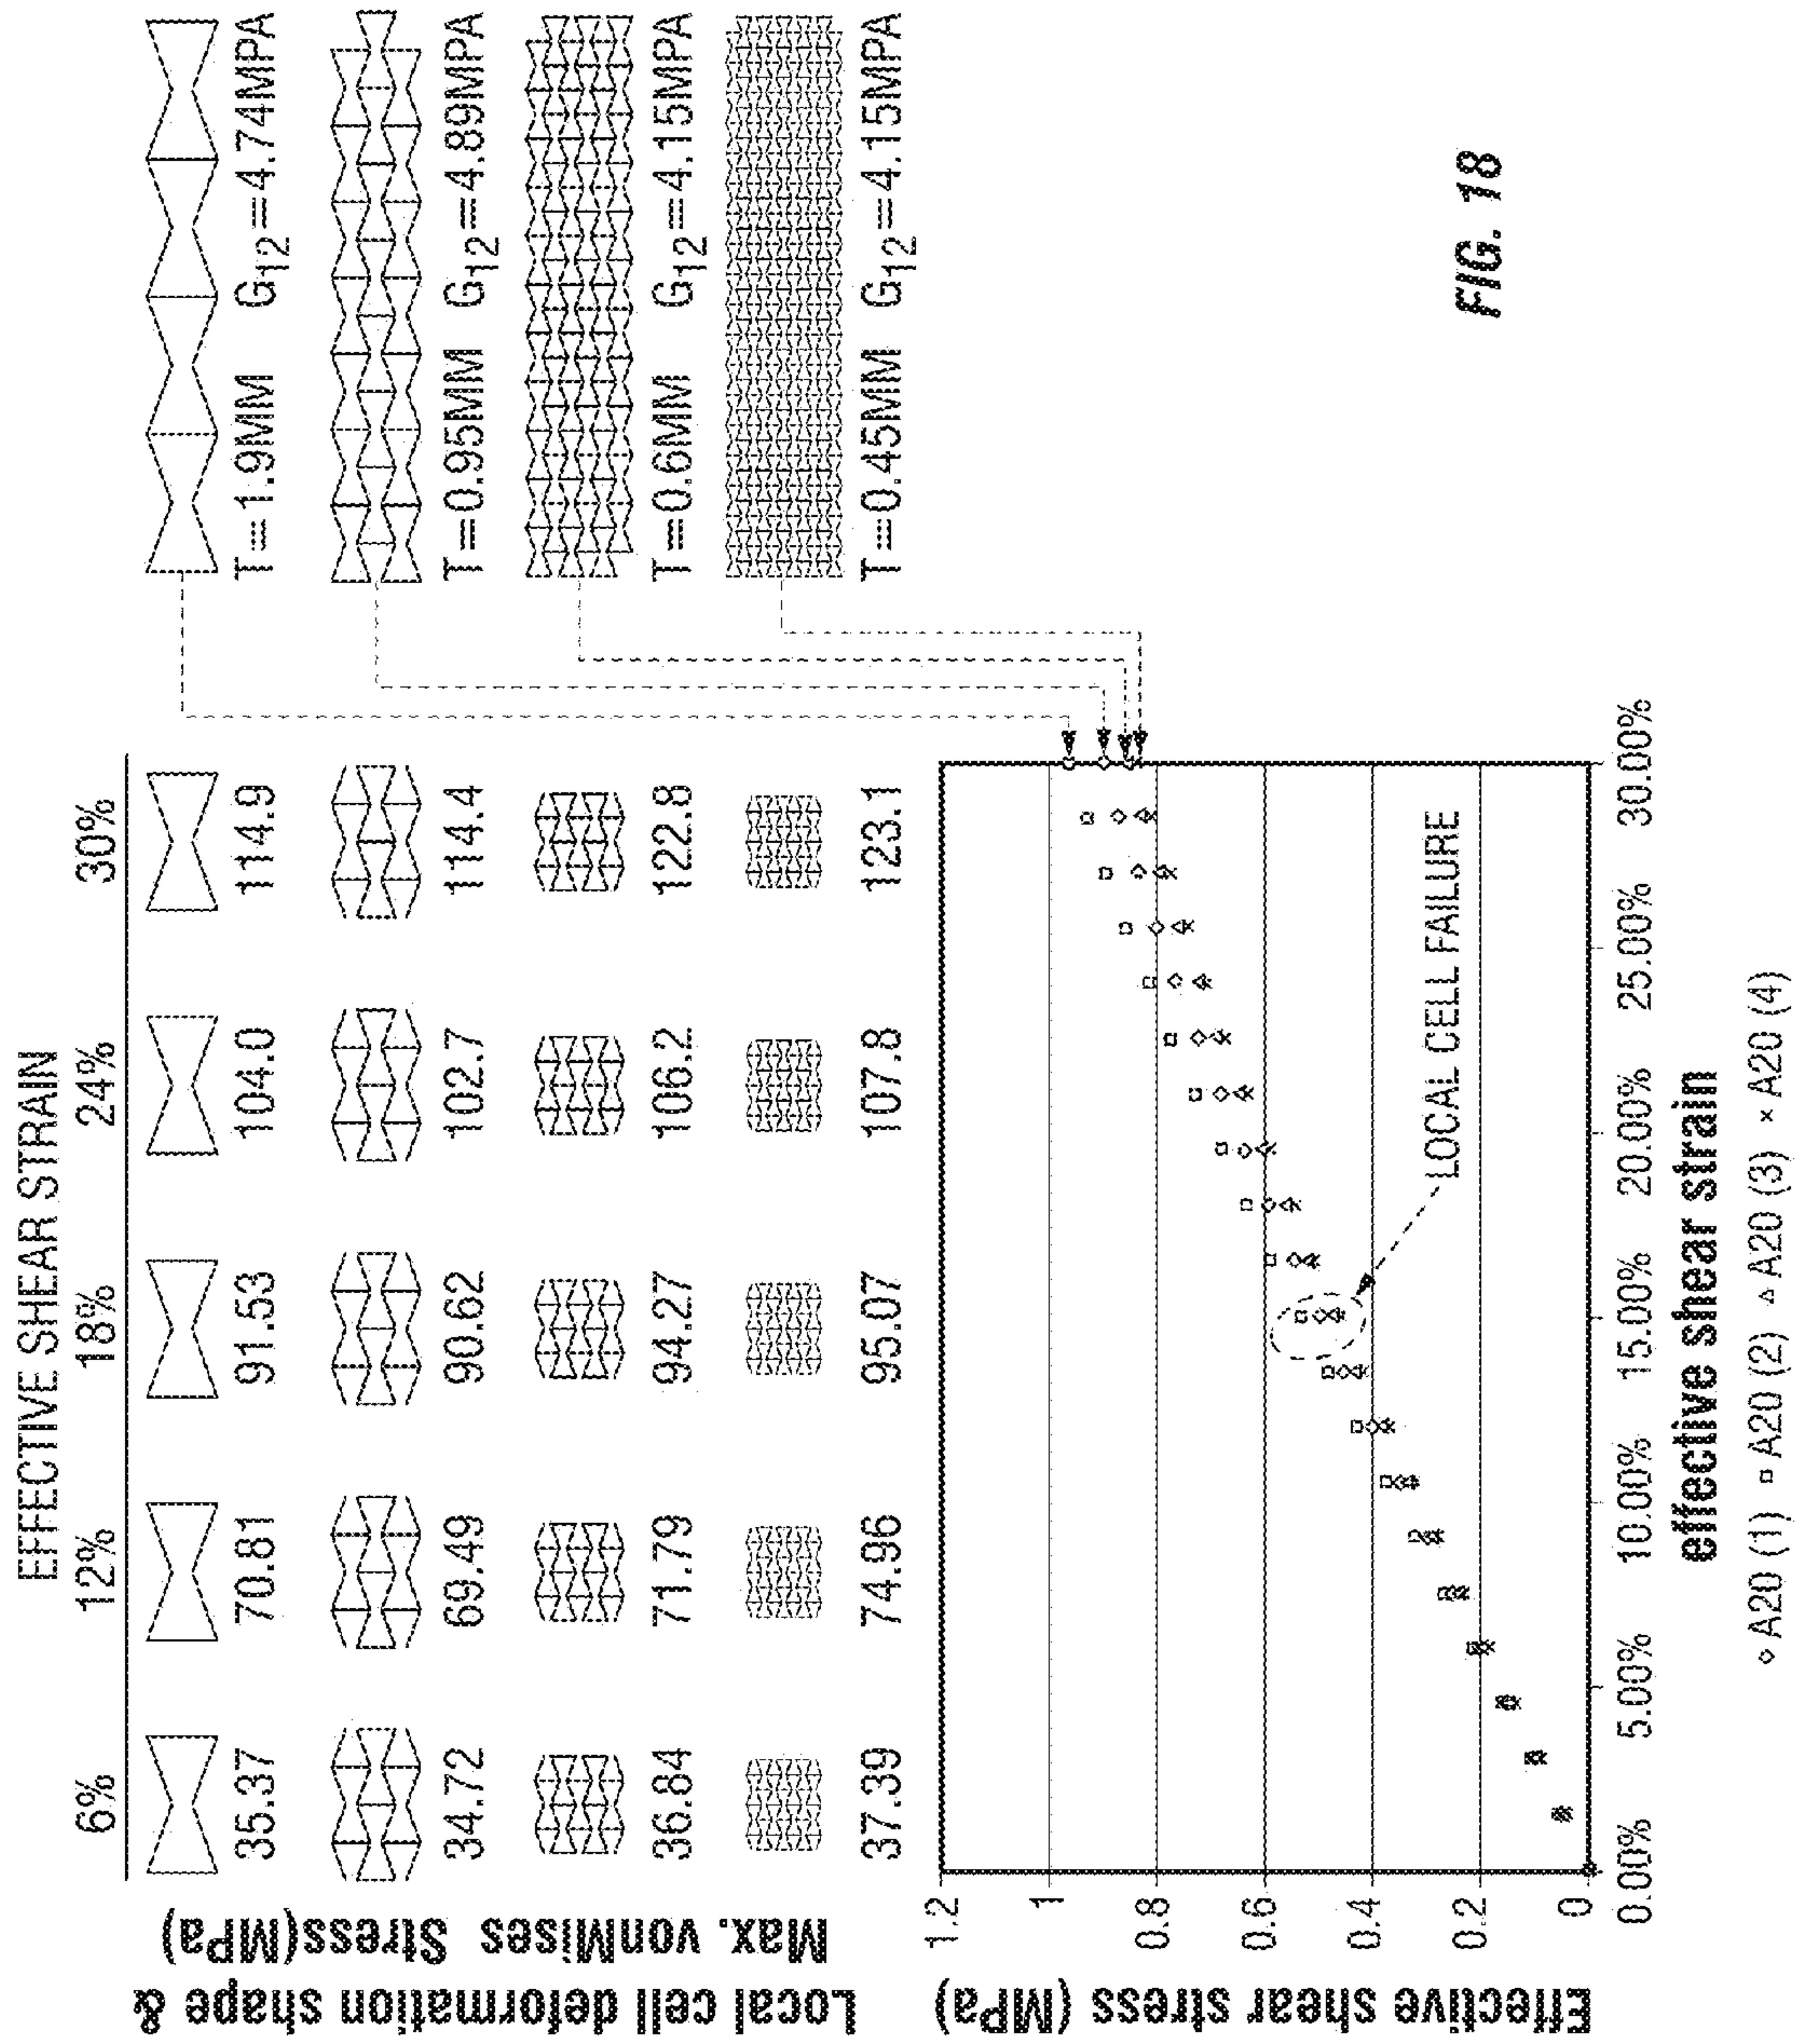 EFFECTIVE SHEAR STRAIN
6% 12% 18% 24% 30%
Local cell deformation shape &
Max. vonMises Stress(MPa)
35.37 70.81 91.53 104.0 114.9
T=1.9MM G12=4.74MPA
34.72 69.49 90.62 102.7 114.4
T=0.95MM G12=4.89MPA
36.84 71.79 94.27 106.2 122.8
T=0.6MM G12=4.15MPA
37.39 74.96 95.07 107.8 123.1
T=0.45MM G12=4.15MPA
Effective shear stress (MPa)
1.2
1
0.8
0.6
0.4
0.2
0
LOCAL CELL FAILURE
0.00% 5.00% 10.00% 15.00% 20.00% 25.00% 30.00%
effective shear strain
◇ A20 (1) □ A20 (2) △ A20 (3) × A20 (4)
FIG. 18